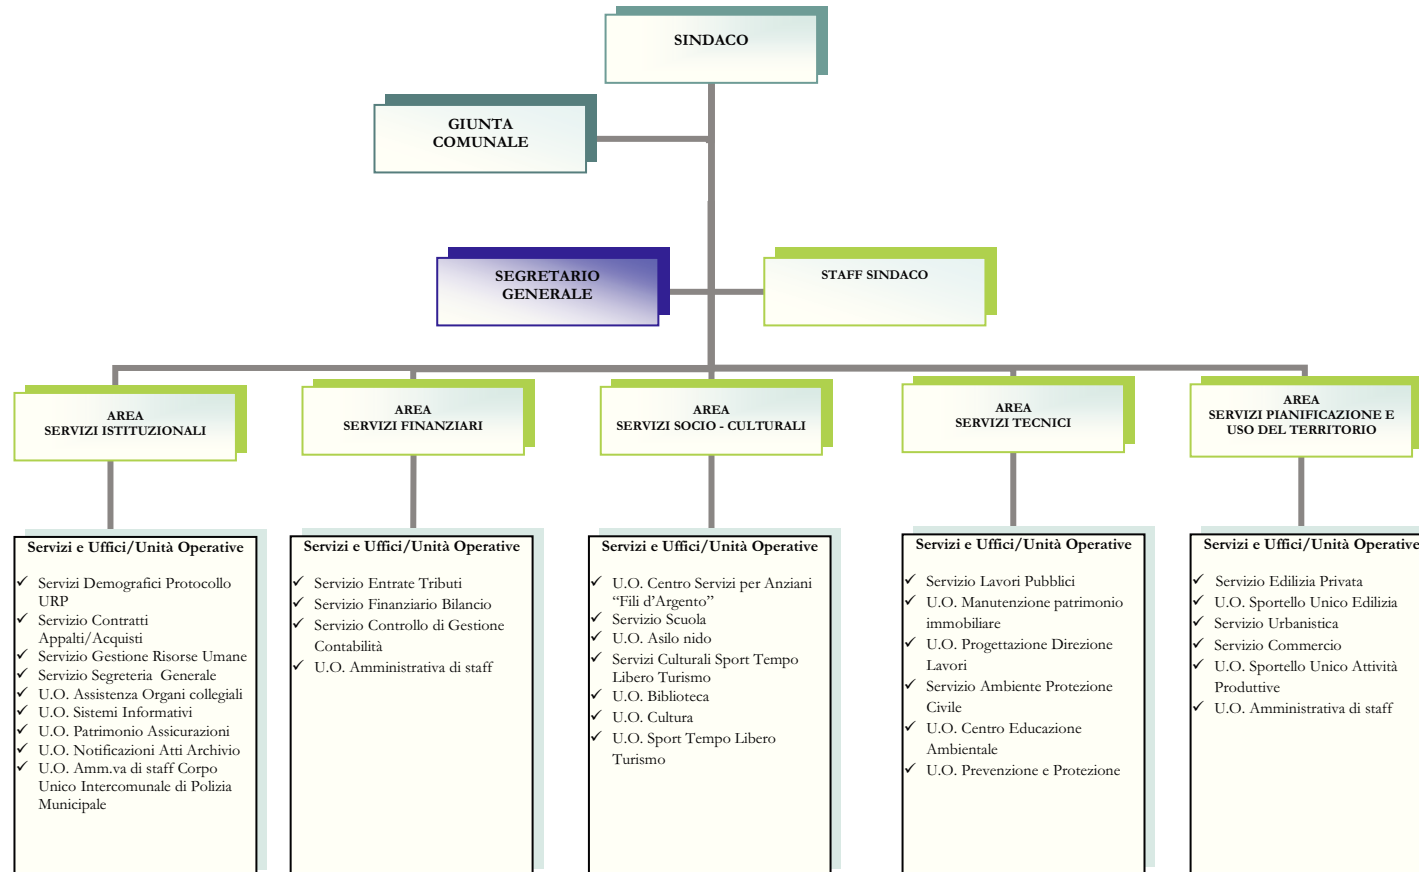 SINDACO
GIUNTA
COMUNALE
SEGRETARIO
GENERALE
STAFF SINDACO
AREA
SERVIZI ISTITUZIONALI
AREA
SERVIZI FINANZIARI
AREA
SERVIZI SOCIO - CULTURALI
AREA
SERVIZI TECNICI
AREA
SERVIZI PIANIFICAZIONE E
USO DEL TERRITORIO
Servizi e Uffici/Unità Operative
✓ Servizi Demografici Protocollo
URP
✓ Servizio Contratti
Appalti/Acquisti
✓ Servizio Gestione Risorse Umane
✓ Servizio Segreteria Generale
✓ U.O. Assistenza Organi collegiali
✓ U.O. Sistemi Informativi
✓ U.O. Patrimonio Assicurazioni
✓ U.O. Notificazioni Atti Archivio
✓ U.O. Amm.va di staff Corpo
Unico Intercomunale di Polizia
Municipale
Servizi e Uffici/Unità Operative
✓ Servizio Entrate Tributi
✓ Servizio Finanziario Bilancio
✓ Servizio Controllo di Gestione
Contabilità
✓ U.O. Amministrativa di staff
Servizi e Uffici/Unità Operative
✓ U.O. Centro Servizi per Anziani
“Fili d’Argento”
✓ Servizio Scuola
✓ U.O. Asilo nido
✓ Servizi Culturali Sport Tempo
Libero Turismo
✓ U.O. Biblioteca
✓ U.O. Cultura
✓ U.O. Sport Tempo Libero
Turismo
Servizi e Uffici/Unità Operative
✓ Servizio Lavori Pubblici
✓ U.O. Manutenzione patrimonio
immobiliare
✓ U.O. Progettazione Direzione
Lavori
✓ Servizio Ambiente Protezione
Civile
✓ U.O. Centro Educazione
Ambientale
✓ U.O. Prevenzione e Protezione
Servizi e Uffici/Unità Operative
✓ Servizio Edilizia Privata
✓ U.O. Sportello Unico Edilizia
✓ Servizio Urbanistica
✓ Servizio Commercio
✓ U.O. Sportello Unico Attività
Produttive
✓ U.O. Amministrativa di staff